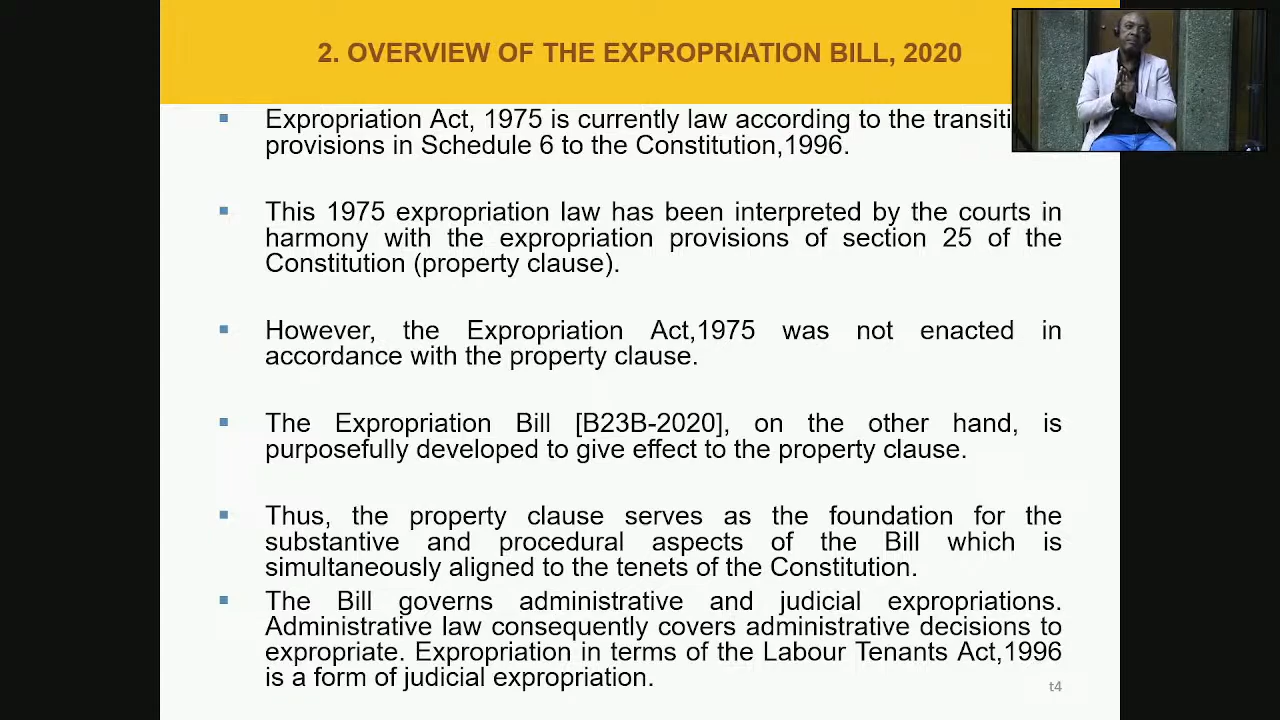 2. OVERVIEW OF THE EXPROPRIATION BILL, 2020
Expropriation Act, 1975 is currently law according to the
provisions in Schedule 6 to the Constitution,1996.
This 1975 expropriation law has been interpreted by the courts in
harmony with the expropriation provisions of section 25 of the
Constitution (property clause).
However, the Expropriation Act,1975 was not enacted in
accordance with the property clause.
The Expropriation Bill [B23B-2020], on the other hand, is
purposefully developed to give effect to the property clause.
Thus, the property clause serves as the foundation for the
substantive and procedural aspects of the Bill which is
simultaneously aligned to the tenets of the Constitution.
The Bill governs administrative and judicial expropriations.
Administrative law consequently covers administrative decisions to
expropriate. Expropriation in terms of the Labour Tenants Act,1996
is a form of judicial expropriation.
t4